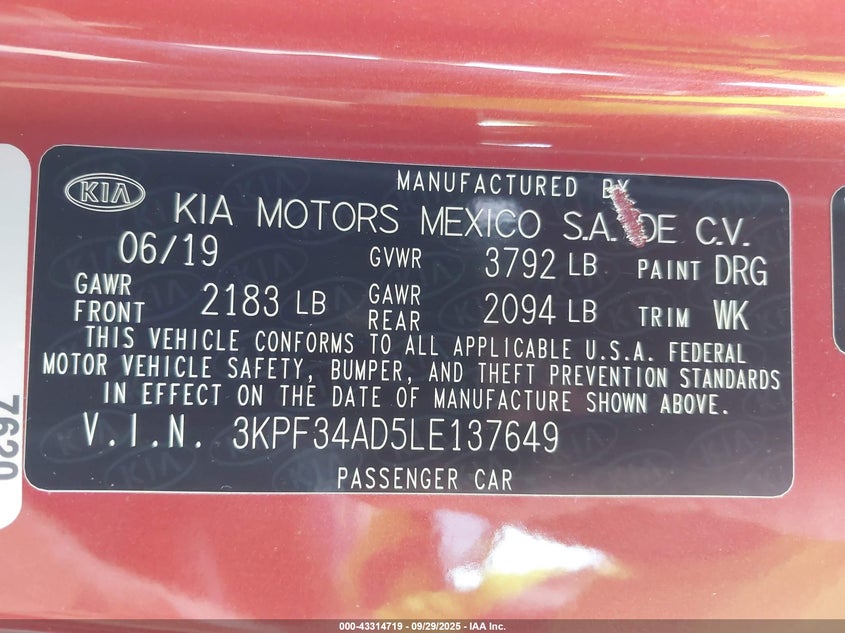 MANUFACTURED BY
KIA
KIA MOTORS MEXICO S.A. DE C.V.
06/19 GVWR 3792 LB PAINT DRG
GAWR FRONT 2183 LB GAWR REAR 2094 LB TRIM WK
THIS VEHICLE CONFORMS TO ALL APPLICABLE U.S.A. FEDERAL
MOTOR VEHICLE SAFETY, BUMPER, AND THEFT PREVENTION STANDARDS
IN EFFECT ON THE DATE OF MANUFACTURE SHOWN ABOVE.
V.I.N. 3KPF34AD5LE137649
PASSENGER CAR
7620
000-43314719 - 09/29/2025 - IAA Inc.